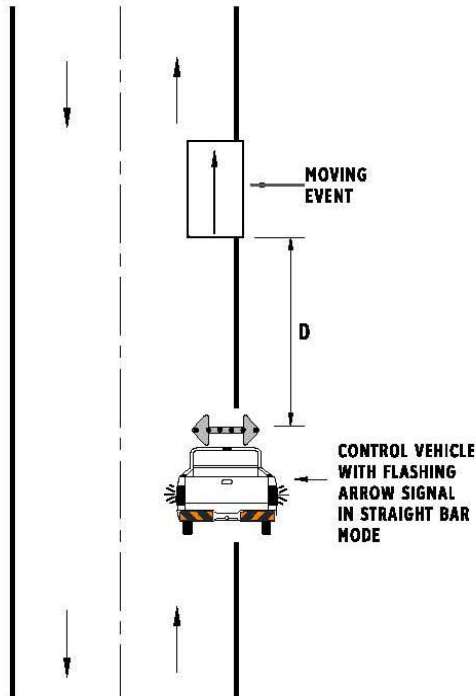 MOVING
EVENT
D
CONTROL VEHICLE
WITH FLASHING
ARROW SIGNAL
IN STRAIGHT BAR
MODE